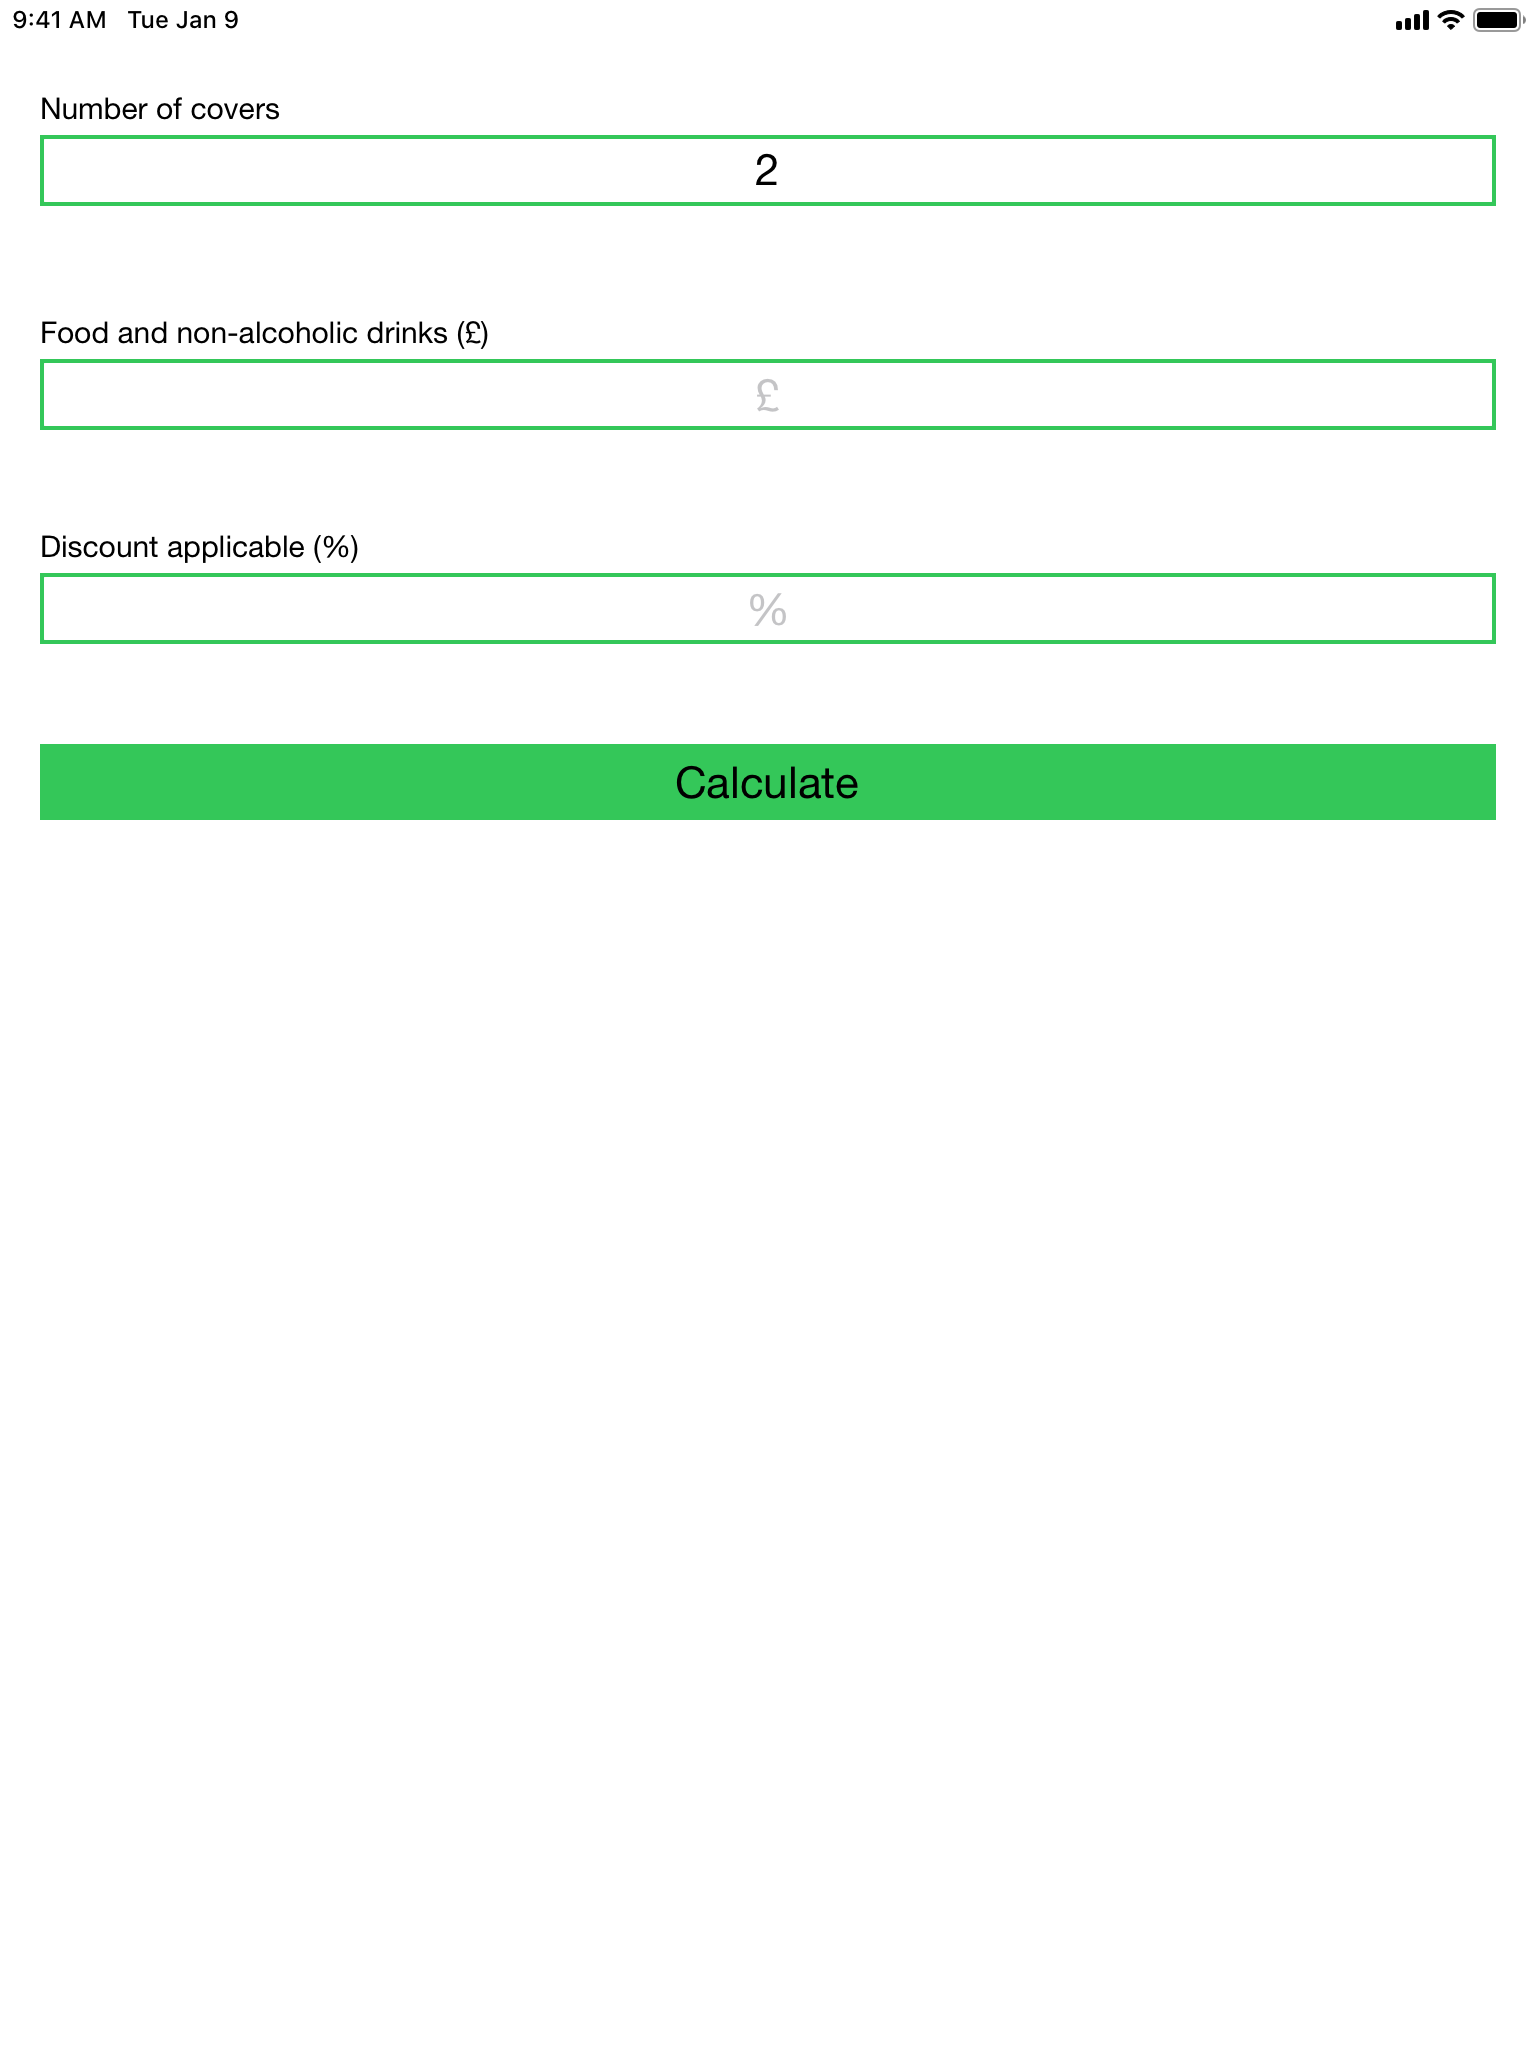 9:41 AM Tue Jan 9
Number of covers
2
Food and non-alcoholic drinks (£)
£
Discount applicable (%)
%
Calculate